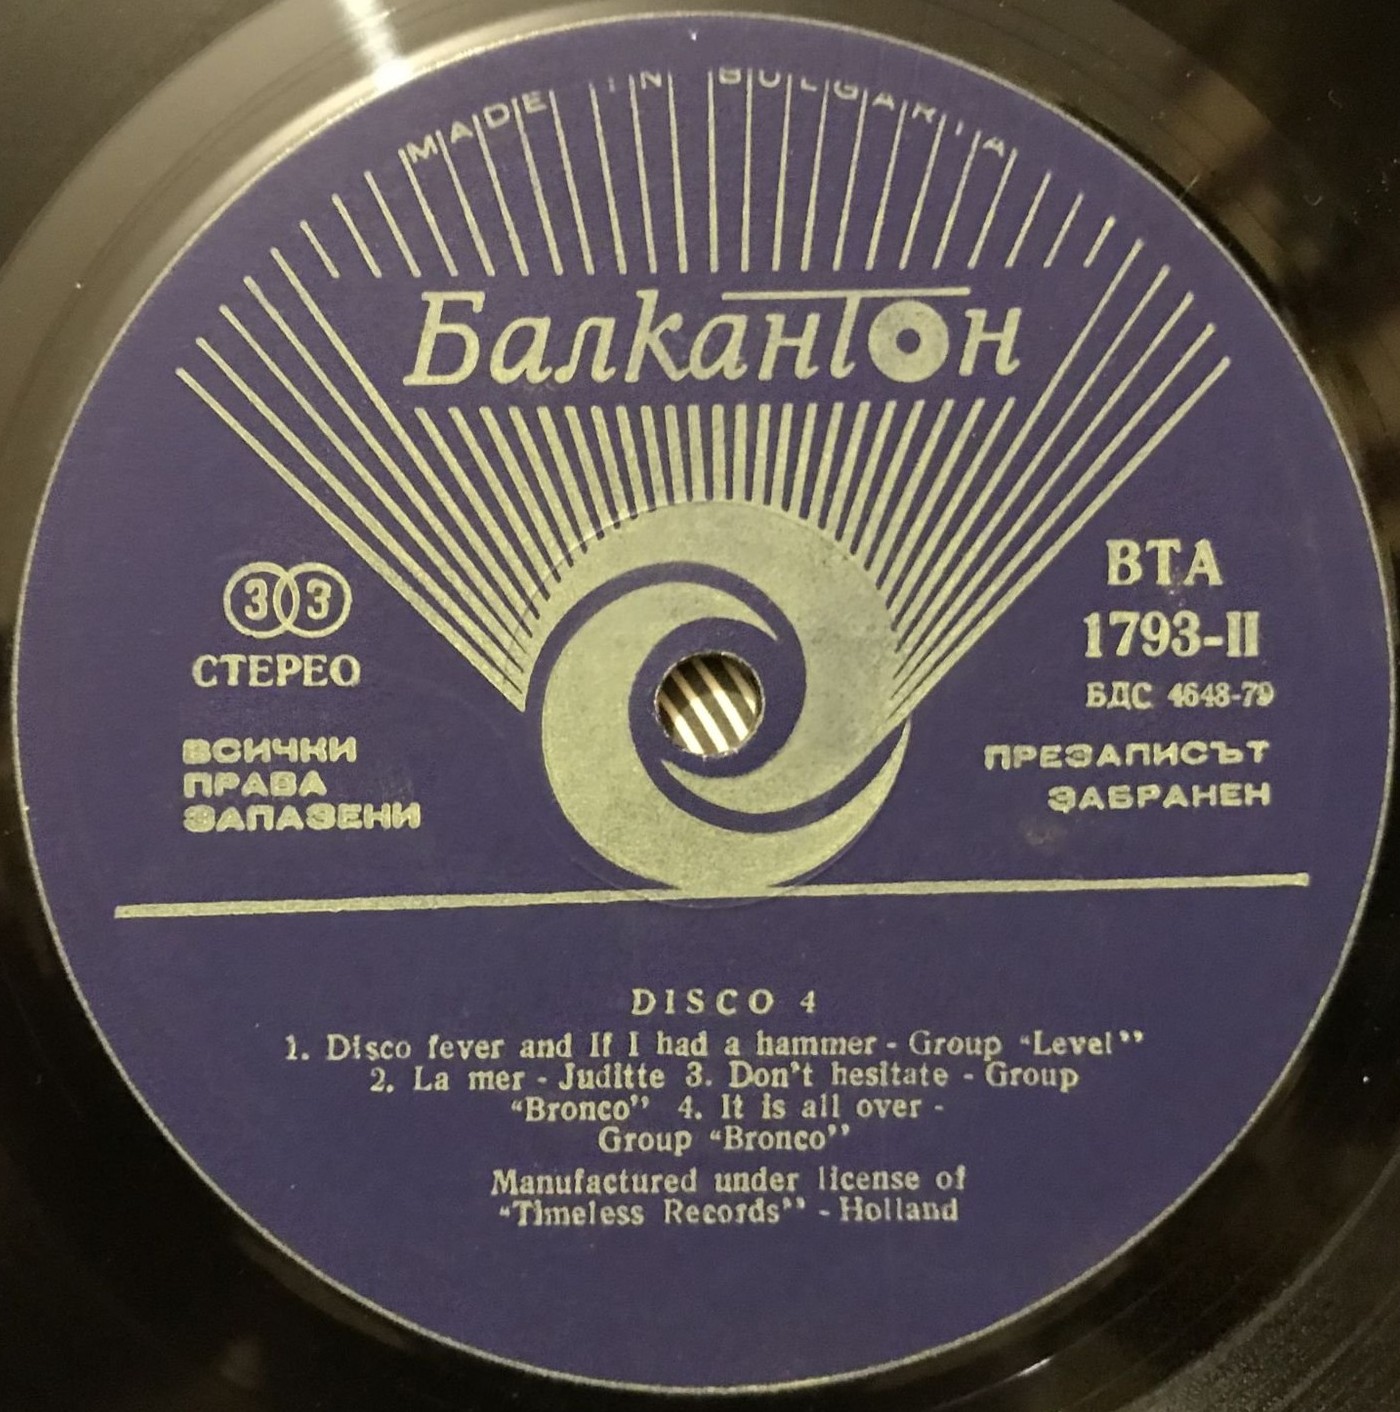 MADE IN BULGARIA
Балкантон
33
СТЕРЕО
ВСИЧКИ
ПРАВА
ЗАПАЗЕНИ
ВТА
1793-II
БДС 4648-79
ПРЕЗАПИСЪТ
ЗАБРАНЕН
DISCO 4
1. Disco fever and If I had a hammer - Group “Level”
2. La mer - Juditte 3. Don't hesitate - Group
“Bronco” 4. It is all over -
Group “Bronco”
Manufactured under license of
“Timeless Records” - Holland